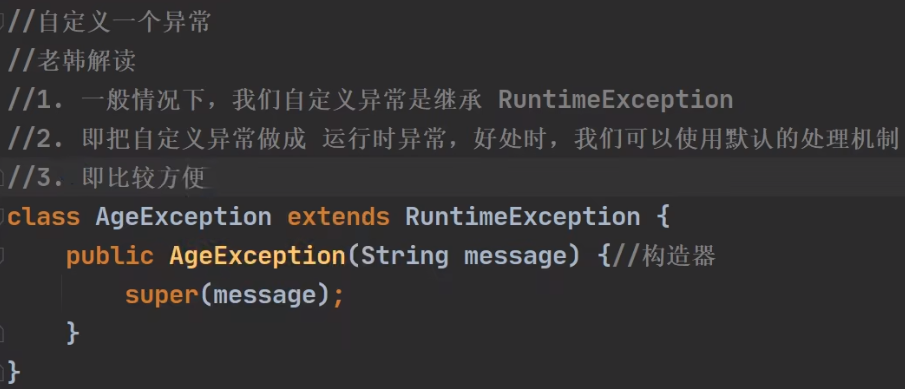 //自定义一个异常
//老韩解读
//1. 一般情况下，我们自定义异常是继承 RuntimeException
//2. 即把自定义异常做成 运行时异常，好处时，我们可以使用默认的处理机制
//3. 即比较方便
class AgeException extends RuntimeException {
    public AgeException(String message) {//构造器
        super(message);
    }
}